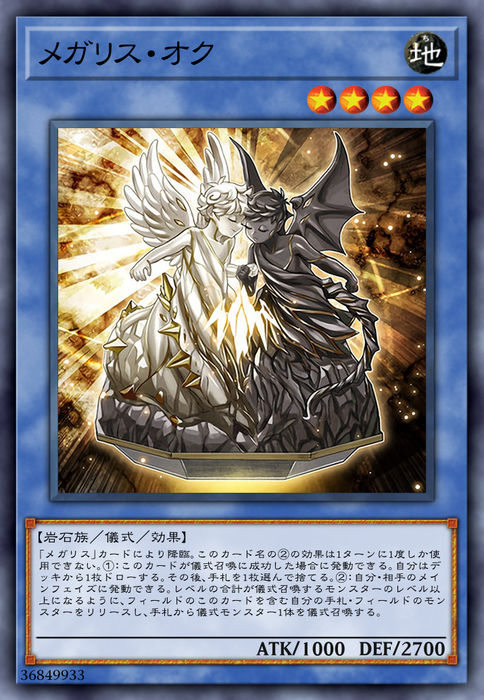 メガリス・オク
地
ち
【岩石族／儀式／効果】
「メガリス」カードにより降臨。このカード名の②の効果は1ターンに1度しか使
用できない。①：このカードが儀式召喚に成功した場合に発動できる。自分はデ
ッキから1枚ドローする。その後、手札を1枚選んで捨てる。②：自分・相手のメイ
ンフェイズに発動できる。レベルの合計が儀式召喚するモンスターのレベル以
上になるように、フィールドのこのカードを含む自分の手札・フィールドのモン
スターをリリースし、手札から儀式モンスター1体を儀式召喚する。
ATK/1000 DEF/2700
36849933